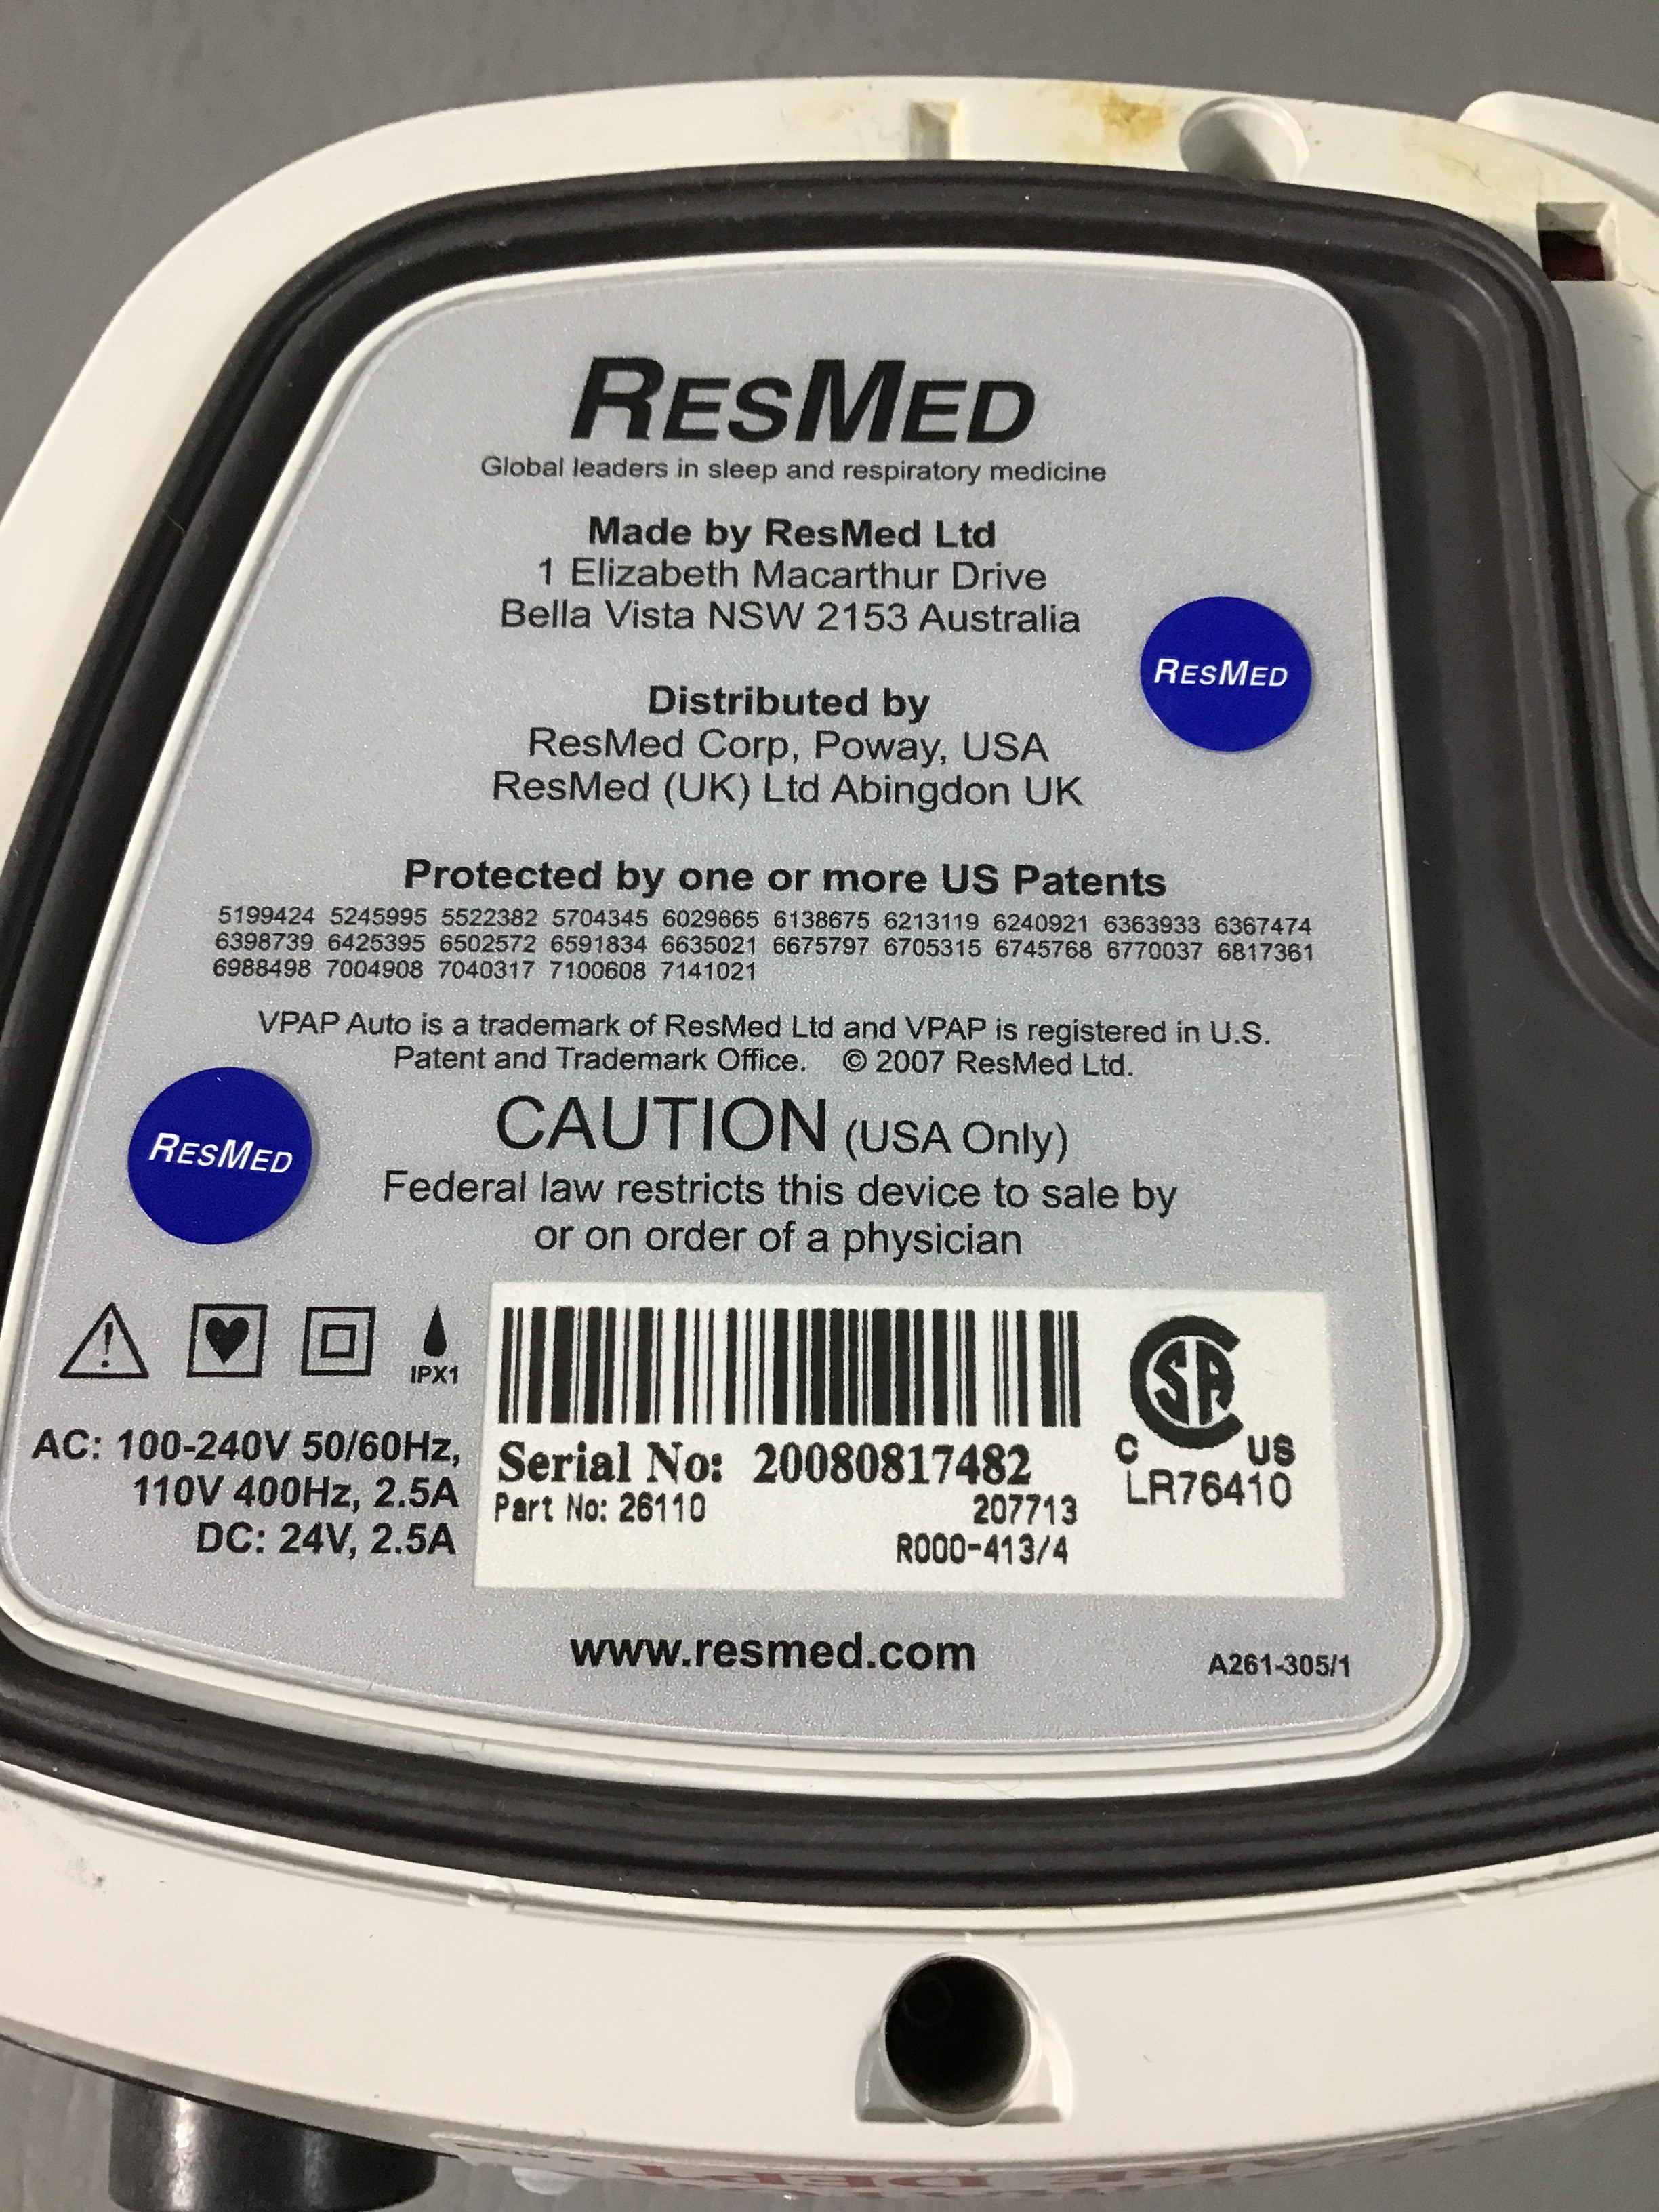 RESMED
Global leaders in sleep and respiratory medicine
Made by ResMed Ltd
1 Elizabeth Macarthur Drive
Bella Vista NSW 2153 Australia
RESMED
Distributed by
ResMed Corp, Poway, USA
ResMed (UK) Ltd Abingdon UK
Protected by one or more US Patents
5199424 5245995 5522382 5704345 6029665 6138675 6213119 6240921 6363933 6367474
6398739 6425395 6502572 6591834 6635021 6675797 6705315 6745768 6770037 6817361
6988498 7004908 7040317 7100608 7141021
VPAP Auto is a trademark of ResMed Ltd and VPAP is registered in U.S.
Patent and Trademark Office. © 2007 ResMed Ltd.
RESMED
CAUTION (USA Only)
Federal law restricts this device to sale by
or on order of a physician
IPX1
AC: 100-240V 50/60Hz,
110V 400Hz, 2.5A
DC: 24V, 2.5A
Serial No: 20080817482
Part No: 26110 207713
R000-413/4
CSA
C US
LR76410
www.resmed.com
A261-305/1